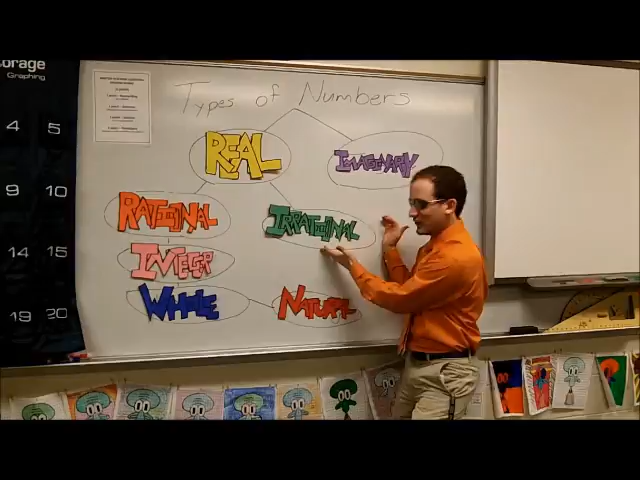 orage
Graphing
4 5
9 10
14 15
19 20
Types of Numbers
REAL
IMAGINARY
RATIONAL
IRRATIONAL
INTEGER
WHOLE
NATURAL